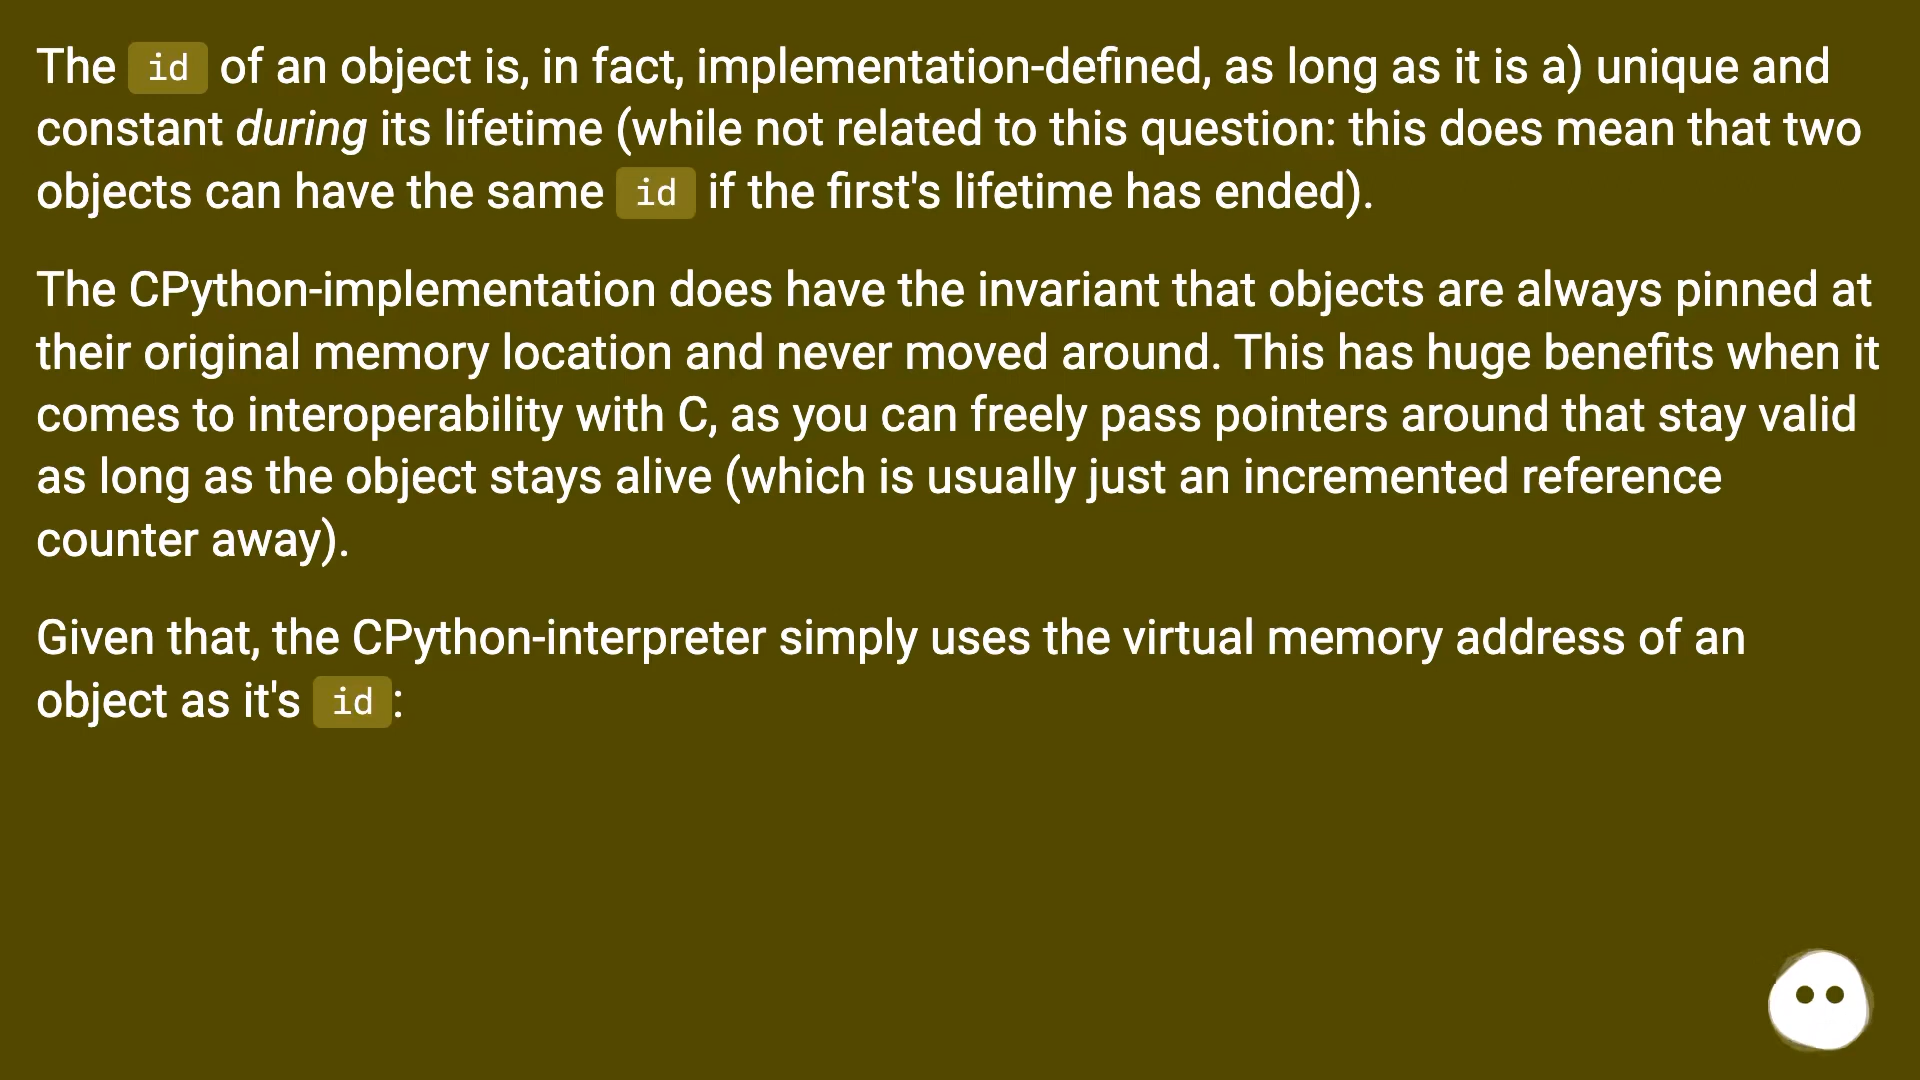 The id of an object is, in fact, implementation-defined, as long as it is a) unique and
constant during its lifetime (while not related to this question: this does mean that two
objects can have the same id if the first's lifetime has ended).
The CPython-implementation does have the invariant that objects are always pinned at
their original memory location and never moved around. This has huge benefits when it
comes to interoperability with C, as you can freely pass pointers around that stay valid
as long as the object stays alive (which is usually just an incremented reference
counter away).
Given that, the CPython-interpreter simply uses the virtual memory address of an
object as it's id: